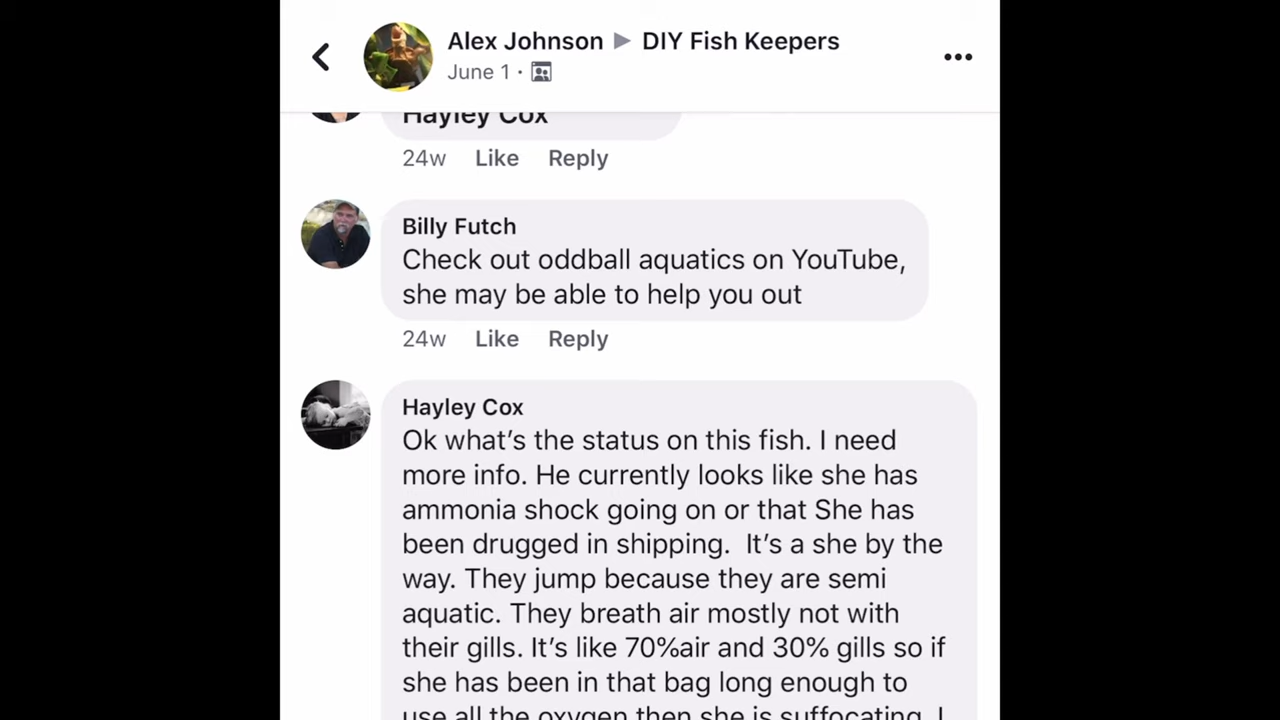 Alex Johnson ▶ DIY Fish Keepers
June 1 ·
Hayley Cox
24w Like Reply
Billy Futch
Check out oddball aquatics on YouTube,
she may be able to help you out
24w Like Reply
Hayley Cox
Ok what's the status on this fish. I need
more info. He currently looks like she has
ammonia shock going on or that She has
been drugged in shipping.  It's a she by the
way. They jump because they are semi
aquatic. They breath air mostly not with
their gills. It's like 70%air and 30% gills so if
she has been in that bag long enough to
use all the oxygen then she is suffocating. I